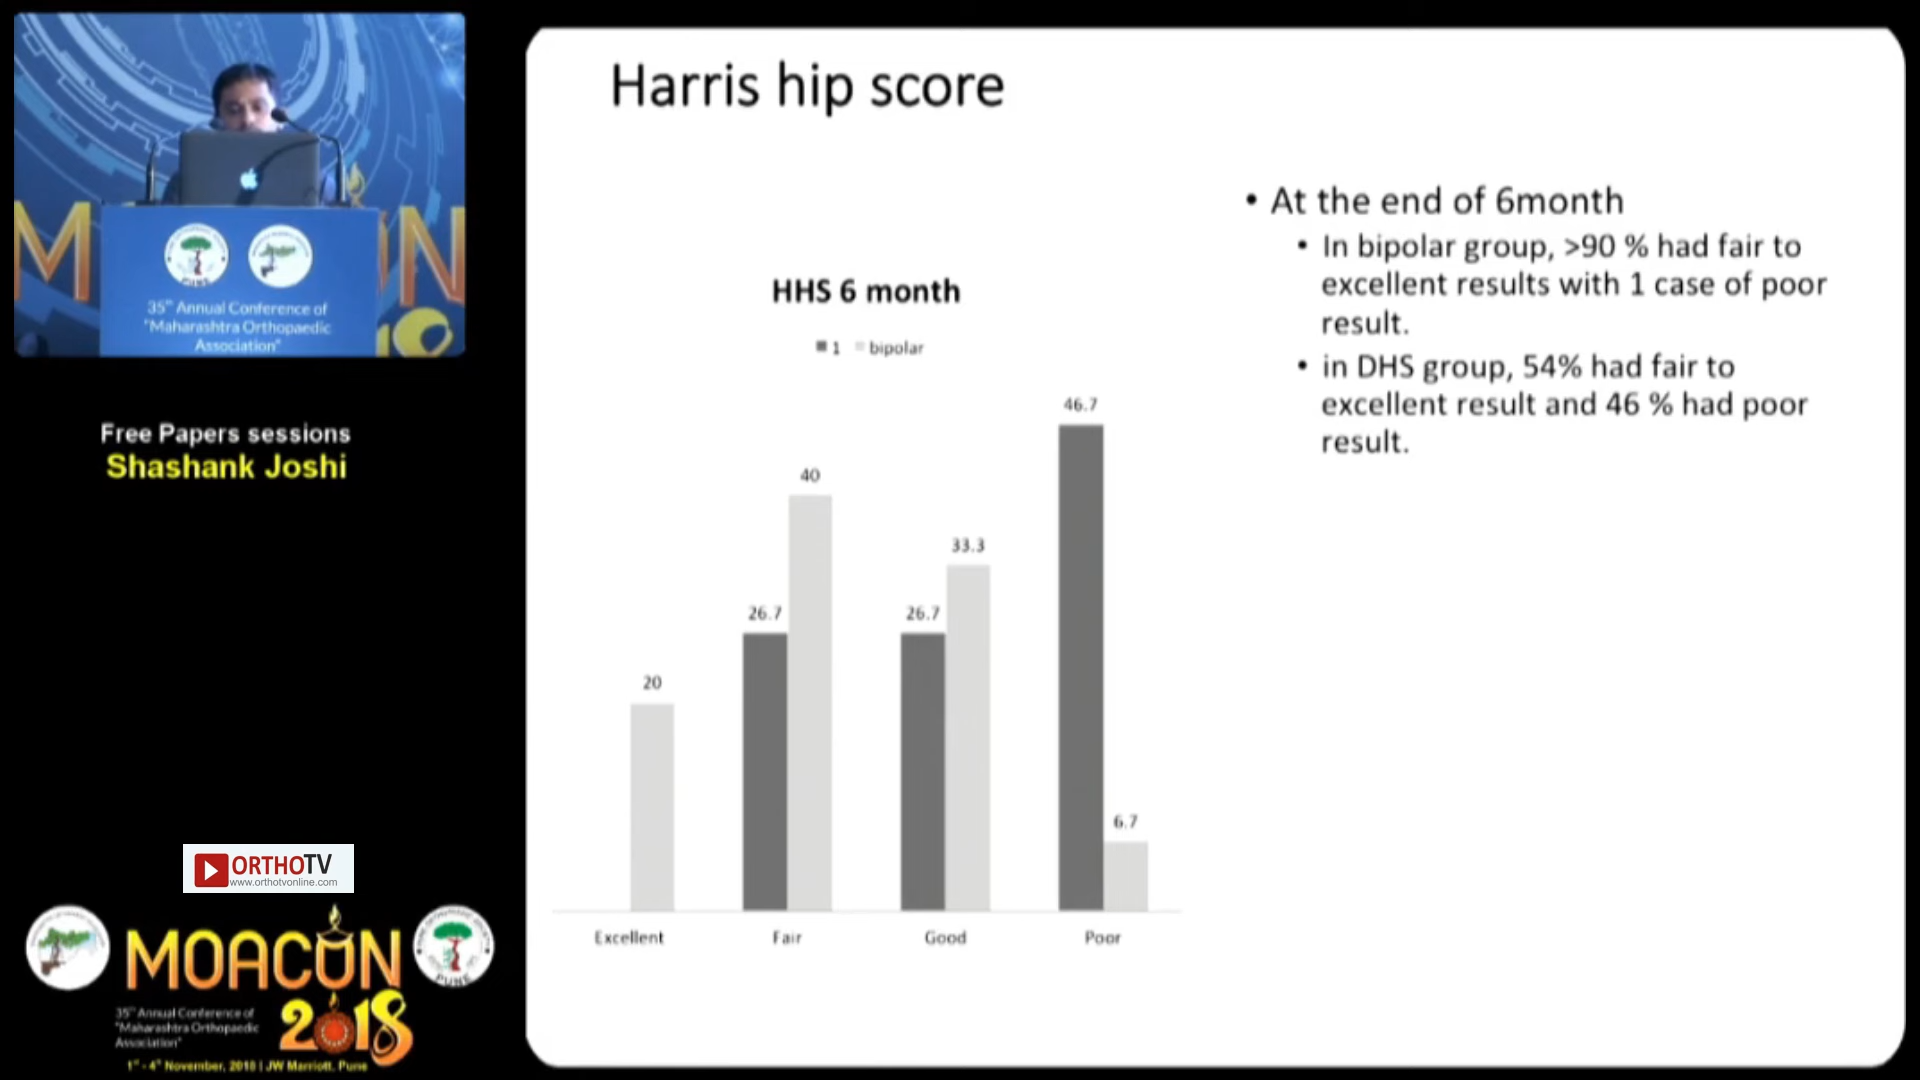 Harris hip score
HHS 6 month
1 bipolar
46.7
40
33.3
26.7
26.7
20
6.7
Excellent Fair Good Poor
• At the end of 6month
• In bipolar group, >90 % had fair to
excellent results with 1 case of poor
result.
• in DHS group, 54% had fair to
excellent result and 46 % had poor
result.
35th Annual Conference of
"Maharashtra Orthopaedic
Association"
PUNE
Free Papers sessions
Shashank Joshi
ORTHOTV
www.orthotvonline.com
MOACON
2018
PUNE
35th Annual Conference of
"Maharashtra Orthopaedic
Association"
1st - 4th November, 2018 | JW Marriott, Pune